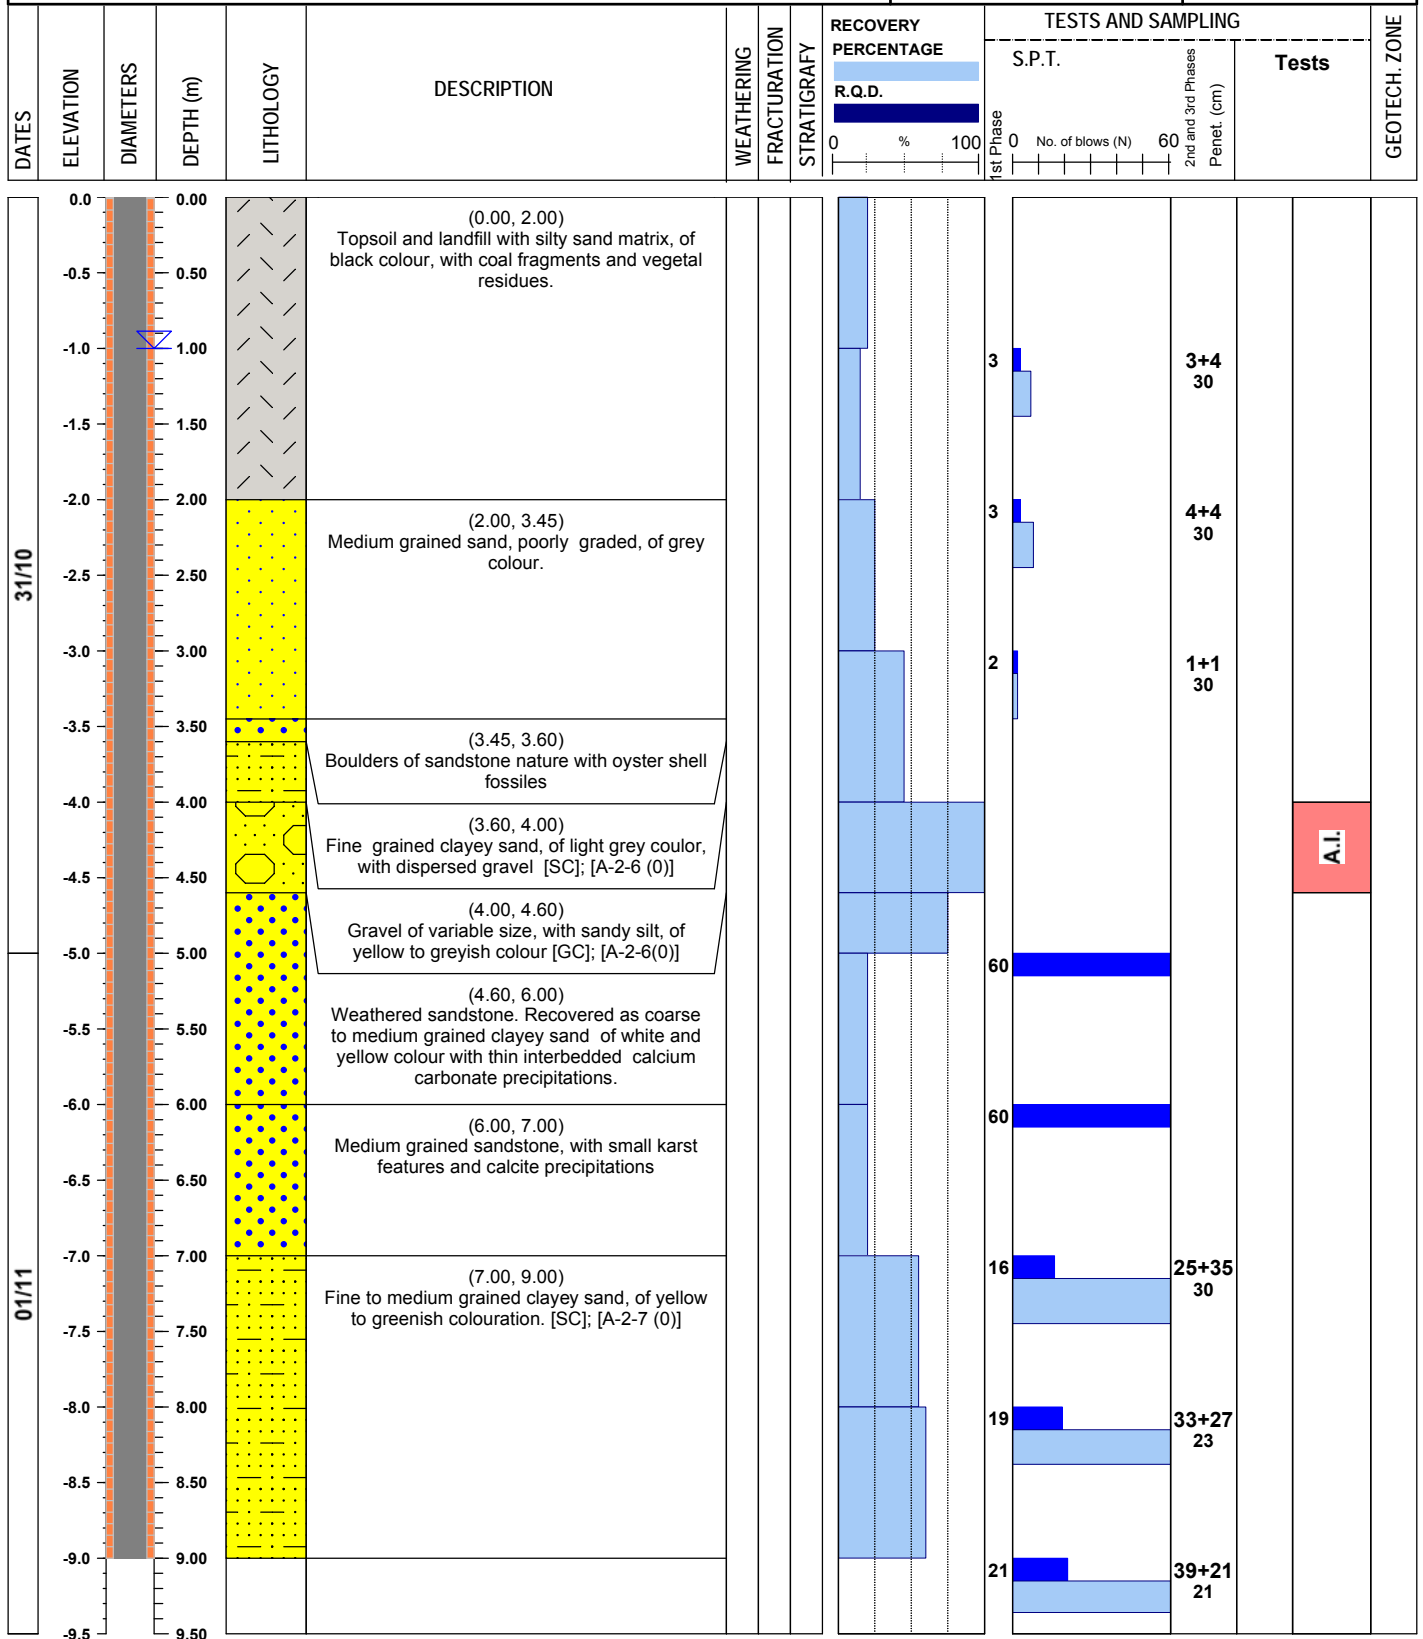 DATES
ELEVATION
DIAMETERS
DEPTH (m)
LITHOLOGY
DESCRIPTION
WEATHERING
FRACTURATION
STRATIGRAFY
RECOVERY
PERCENTAGE
R.Q.D.
0 % 100
TESTS AND SAMPLING
S.P.T.
1st Phase
0 No. of blows (N) 60
2nd and 3rd Phases
Penet. (cm)
Tests
GEOTECH. ZONE
31/10
01/11
0.0 0.00
-0.5 0.50
-1.0 1.00
-1.5 1.50
-2.0 2.00
-2.5 2.50
-3.0 3.00
-3.5 3.50
-4.0 4.00
-4.5 4.50
-5.0 5.00
-5.5 5.50
-6.0 6.00
-6.5 6.50
-7.0 7.00
-7.5 7.50
-8.0 8.00
-8.5 8.50
-9.0 9.00
-9.5 9.50
(0.00, 2.00)
Topsoil and landfill with silty sand matrix, of
black colour, with coal fragments and vegetal
residues.
(2.00, 3.45)
Medium grained sand, poorly graded, of grey
colour.
(3.45, 3.60)
Boulders of sandstone nature with oyster shell
fossiles
(3.60, 4.00)
Fine grained clayey sand, of light grey coulor,
with dispersed gravel [SC]; [A-2-6 (0)]
(4.00, 4.60)
Gravel of variable size, with sandy silt, of
yellow to greyish colour [GC]; [A-2-6(0)]
(4.60, 6.00)
Weathered sandstone. Recovered as coarse
to medium grained clayey sand of white and
yellow colour with thin interbedded calcium
carbonate precipitations.
(6.00, 7.00)
Medium grained sandstone, with small karst
features and calcite precipitations
(7.00, 9.00)
Fine to medium grained clayey sand, of yellow
to greenish colouration. [SC]; [A-2-7 (0)]
3 3+4
30
3 4+4
30
2 1+1
30
A.I.
60
60
16 25+35
30
19 33+27
23
21 39+21
21